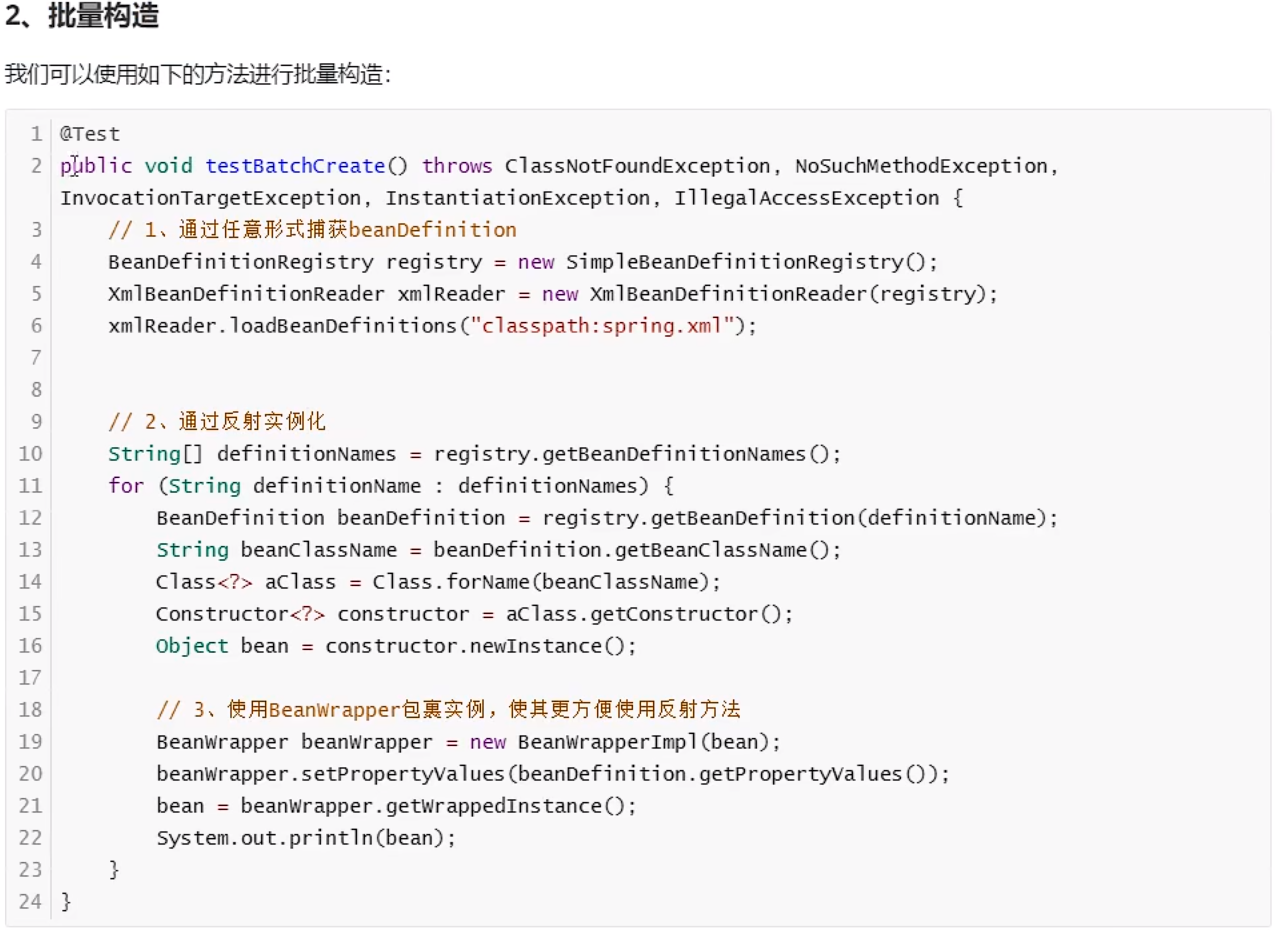 2、批量构造
我们可以使用如下的方法进行批量构造：
1 @Test
2 public void testBatchCreate() throws ClassNotFoundException, NoSuchMethodException,
InvocationTargetException, InstantiationException, IllegalAccessException {
3     // 1、通过任意形式捕获beanDefinition
4     BeanDefinitionRegistry registry = new SimpleBeanDefinitionRegistry();
5     XmlBeanDefinitionReader xmlReader = new XmlBeanDefinitionReader(registry);
6     xmlReader.loadBeanDefinitions("classpath:spring.xml");
7
8
9     // 2、通过反射实例化
10     String[] definitionNames = registry.getBeanDefinitionNames();
11     for (String definitionName : definitionNames) {
12         BeanDefinition beanDefinition = registry.getBeanDefinition(definitionName);
13         String beanClassName = beanDefinition.getBeanClassName();
14         Class<?> aClass = Class.forName(beanClassName);
15         Constructor<?> constructor = aClass.getConstructor();
16         Object bean = constructor.newInstance();
17
18         // 3、使用BeanWrapper包裹实例，使其更方便使用反射方法
19         BeanWrapper beanWrapper = new BeanWrapperImpl(bean);
20         beanWrapper.setPropertyValues(beanDefinition.getPropertyValues());
21         bean = beanWrapper.getWrappedInstance();
22         System.out.println(bean);
23     }
24 }